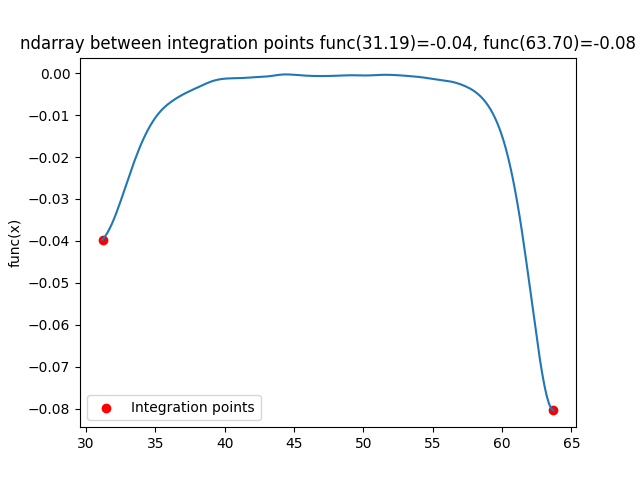 ndarray between integration points func(31.19)=-0.04, func(63.70)=-0.08
0.00
−0.01
−0.02
−0.03
−0.04
−0.05
−0.06
−0.07
−0.08
func(x)
Integration points
30 35 40 45 50 55 60 65